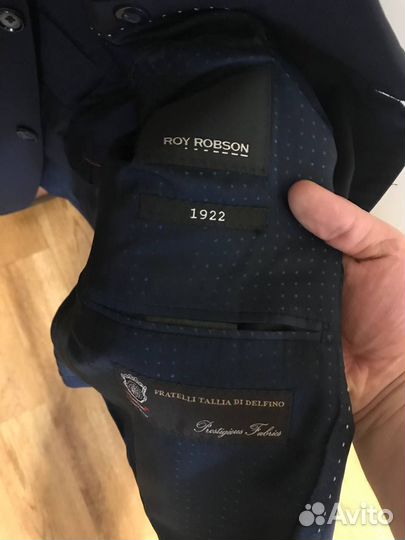 ROY ROBSON
1922
FRATELLI TALLIA DI DELFINO
Prestigious Fabrics
Avito